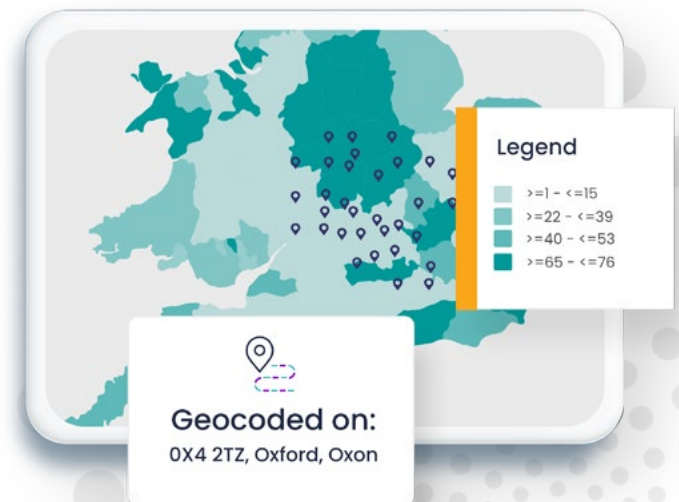 Legend
>=1 - <=15
>=22 - <=39
>=40 - <=53
>=65 - <=76
Geocoded on:
0X4 2TZ, Oxford, Oxon